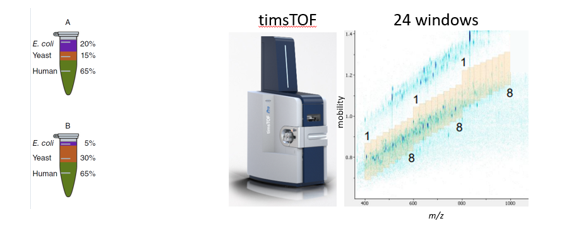 A
E. coli 20%
Yeast 15%
Human 65%
B
E. coli 5%
Yeast 30%
Human 65%
timsTOF
24 windows
mobility
1.4
1.2
1.0
0.8
1
1
1
8
8
8
400
600
800
1000
m/z